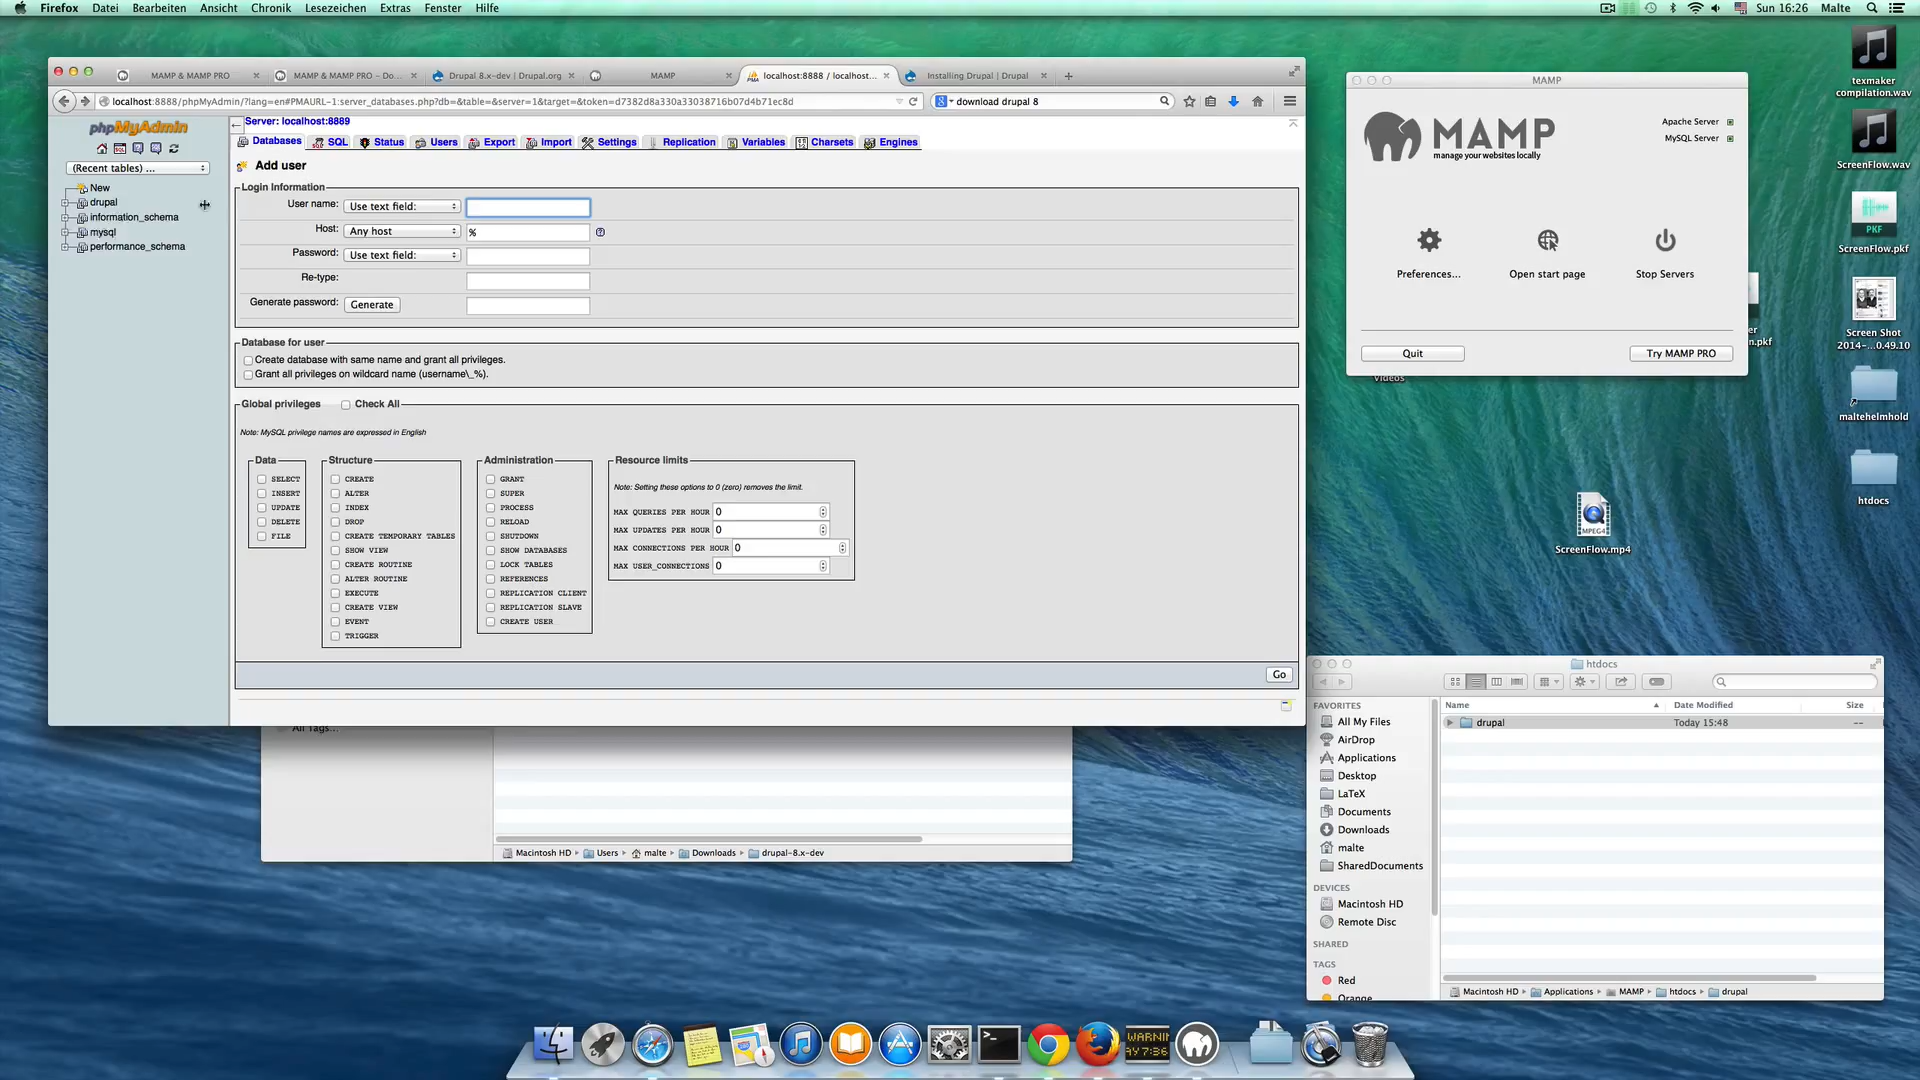 Firefox Datei Bearbeiten Ansicht Chronik Lesezeichen Extras Fenster Hilfe
Sun 16:26 Malte
MAMP & MAMP PRO
MAMP & MAMP PRO - Do...
Drupal 8.x-dev | Drupal.org
MAMP
localhost:8888 / localhost...
Installing Drupal | Drupal
localhost:8888/phpMyAdmin/?lang=en#PMAURL-1:server_databases.php?db=&table=&server=1&target=&token=d7382d8a330a33038716b07d4b71ec8d
download drupal 8
phpMyAdmin
(Recent tables) ...
New
drupal
information_schema
mysql
performance_schema
Server: localhost:8889
Databases SQL Status Users Export Import Settings Replication Variables Charsets Engines
Add user
Login Information
User name: Use text field:
Host: Any host %
Password: Use text field:
Re-type:
Generate password: Generate
Database for user
Create database with same name and grant all privileges.
Grant all privileges on wildcard name (username\_%).
Global privileges Check All
Note: MySQL privilege names are expressed in English
Data
SELECT
INSERT
UPDATE
DELETE
FILE
Structure
CREATE
ALTER
INDEX
DROP
CREATE TEMPORARY TABLES
SHOW VIEW
CREATE ROUTINE
ALTER ROUTINE
EXECUTE
CREATE VIEW
EVENT
TRIGGER
Administration
GRANT
SUPER
PROCESS
RELOAD
SHUTDOWN
SHOW DATABASES
LOCK TABLES
REFERENCES
REPLICATION CLIENT
REPLICATION SLAVE
CREATE USER
Resource limits
Note: Setting these options to 0 (zero) removes the limit.
MAX QUERIES PER HOUR 0
MAX UPDATES PER HOUR 0
MAX CONNECTIONS PER HOUR 0
MAX USER_CONNECTIONS 0
Go
All Tags...
Macintosh HD Users malte Downloads drupal-8.x-dev
MAMP
MAMP
manage your websites locally
Apache Server
MySQL Server
Preferences...
Open start page
Stop Servers
Quit
Try MAMP PRO
Videos
er
n.pkf
texmaker
compilation.wav
ScreenFlow.wav
PKF
ScreenFlow.pkf
Screen Shot
2014-...0.49.10
maltehelmhold
htdocs
MPEG4
ScreenFlow.mp4
htdocs
FAVORITES
All My Files
AirDrop
Applications
Desktop
LaTeX
Documents
Downloads
malte
SharedDocuments
DEVICES
Macintosh HD
Remote Disc
SHARED
TAGS
Red
Orange
Name Date Modified Size
drupal Today 15:48 --
Macintosh HD Applications MAMP htdocs drupal
WARNIN
AY 7:36